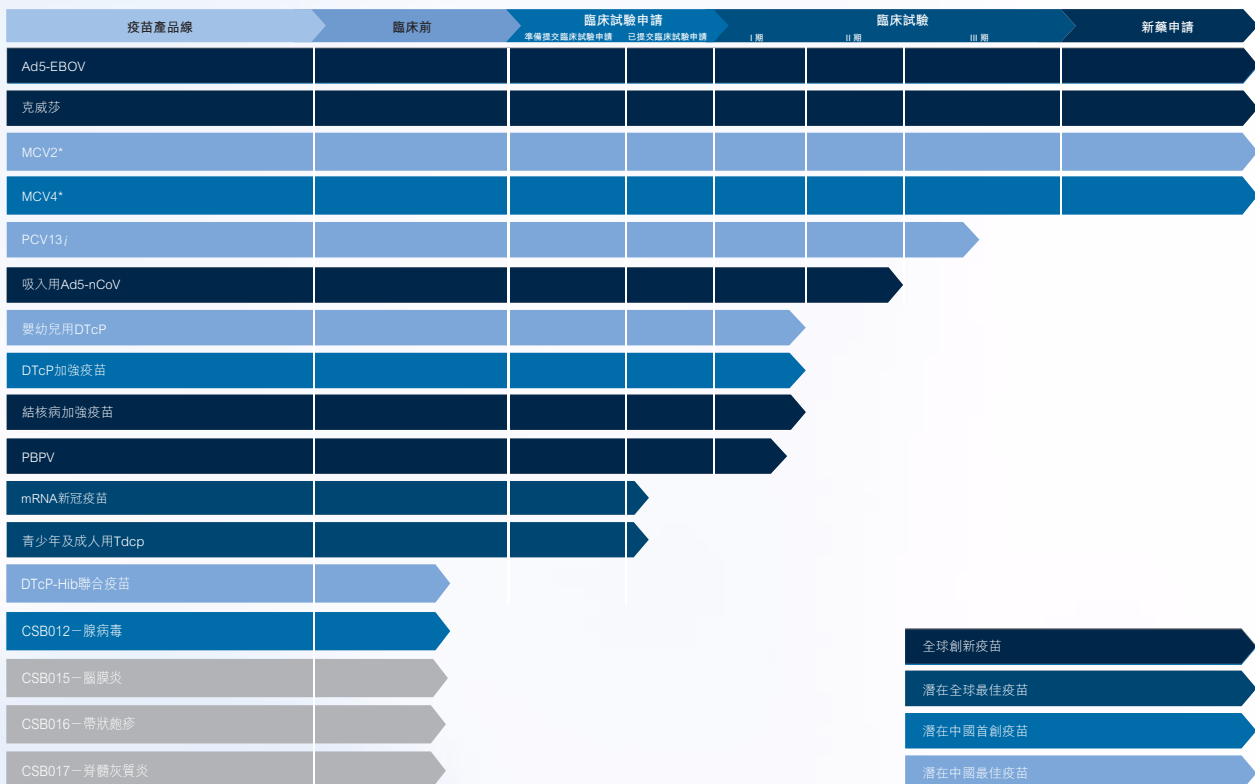 疫苗產品線
臨床前
臨床試驗申請
準備提交臨床試驗申請 已提交臨床試驗申請
臨床試驗
I 期 II 期 III 期
新藥申請
Ad5-EBOV
克威莎
MCV2*
MCV4*
PCV13i
吸入用Ad5-nCoV
嬰幼兒用DTcP
DTcP加強疫苗
結核病加強疫苗
PBPV
mRNA新冠疫苗
青少年及成人用Tdcp
DTcP-Hib聯合疫苗
CSB012－腺病毒
CSB015－腦膜炎
CSB016－帶狀皰疹
CSB017－脊髓灰質炎
全球創新疫苗
潛在全球最佳疫苗
潛在中國首創疫苗
潛在中國最佳疫苗